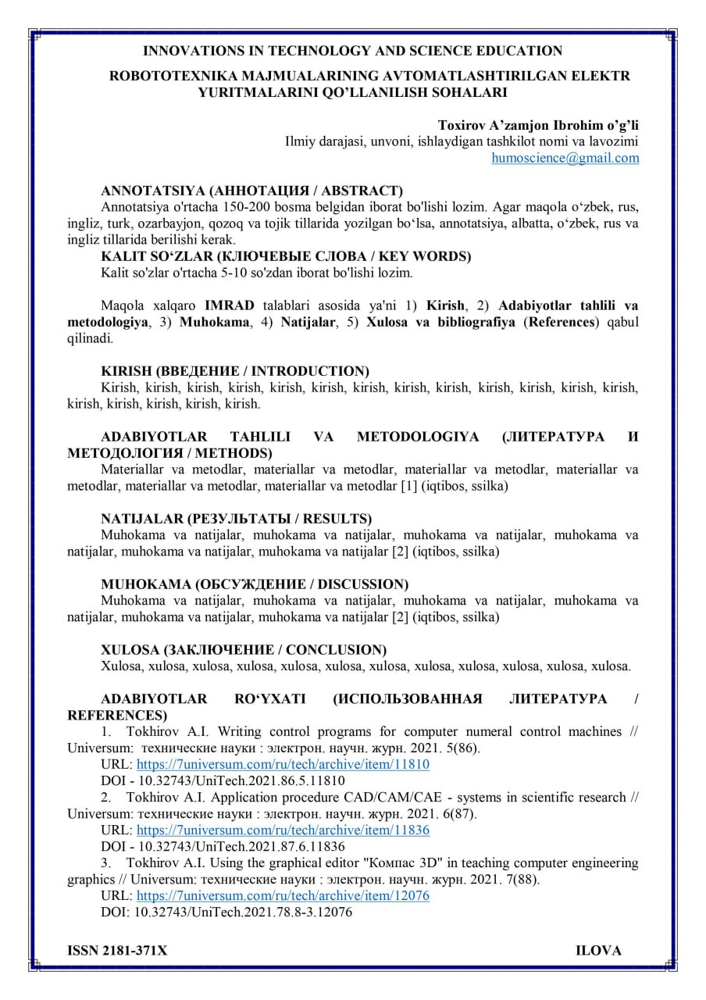 INNOVATIONS IN TECHNOLOGY AND SCIENCE EDUCATION
ROBOTOTEXNIKA MAJMUALARINING AVTOMATLASHTIRILGAN ELEKTR
YURITMALARINI QO’LLANILISH SOHALARI
Toxirov A’zamjon Ibrohim o’g’li
Ilmiy darajasi, unvoni, ishlaydigan tashkilot nomi va lavozimi
humoscience@gmail.com
ANNOTATSIYA (АННОТАЦИЯ / ABSTRACT)
Annotatsiya o'rtacha 150-200 bosma belgidan iborat bo'lishi lozim. Agar maqola o‘zbek, rus,
ingliz, turk, ozarbayjon, qozoq va tojik tillarida yozilgan bo‘lsa, annotatsiya, albatta, o‘zbek, rus va
ingliz tillarida berilishi kerak.
KALIT SO‘ZLAR (КЛЮЧЕВЫЕ СЛОВА / KEY WORDS)
Kalit so'zlar o'rtacha 5-10 so'zdan iborat bo'lishi lozim.
Maqola xalqaro IMRAD talablari asosida ya'ni 1) Kirish, 2) Adabiyotlar tahlili va
metodologiya, 3) Muhokama, 4) Natijalar, 5) Xulosa va bibliografiya (References) qabul
qilinadi.
KIRISH (ВВЕДЕНИЕ / INTRODUCTION)
Kirish, kirish, kirish, kirish, kirish, kirish, kirish, kirish, kirish, kirish, kirish, kirish, kirish,
kirish, kirish, kirish, kirish, kirish.
ADABIYOTLAR TAHLILI VA METODOLOGIYA (ЛИТЕРАТУРА И
МЕТОДОЛОГИЯ / METHODS)
Materiallar va metodlar, materiallar va metodlar, materiallar va metodlar, materiallar va
metodlar, materiallar va metodlar, materiallar va metodlar [1] (iqtibos, ssilka)
NATIJALAR (РЕЗУЛЬТАТЫ / RESULTS)
Muhokama va natijalar, muhokama va natijalar, muhokama va natijalar, muhokama va
natijalar, muhokama va natijalar, muhokama va natijalar [2] (iqtibos, ssilka)
MUHOKAMA (ОБСУЖДЕНИЕ / DISCUSSION)
Muhokama va natijalar, muhokama va natijalar, muhokama va natijalar, muhokama va
natijalar, muhokama va natijalar, muhokama va natijalar [2] (iqtibos, ssilka)
XULOSA (ЗАКЛЮЧЕНИЕ / CONCLUSION)
Xulosa, xulosa, xulosa, xulosa, xulosa, xulosa, xulosa, xulosa, xulosa, xulosa, xulosa, xulosa.
ADABIYOTLAR RO‘YXATI (ИСПОЛЬЗОВАННАЯ ЛИТЕРАТУРА /
REFERENCES)
1. Tokhirov A.I. Writing control programs for computer numeral control machines //
Universum: технические науки : электрон. научн. журн. 2021. 5(86).
URL: https://7universum.com/ru/tech/archive/item/11810
DOI - 10.32743/UniTech.2021.86.5.11810
2. Tokhirov A.I. Application procedure CAD/CAM/CAE - systems in scientific research //
Universum: технические науки : электрон. научн. журн. 2021. 6(87).
URL: https://7universum.com/ru/tech/archive/item/11836
DOI - 10.32743/UniTech.2021.87.6.11836
3. Tokhirov A.I. Using the graphical editor "Компас 3D" in teaching computer engineering
graphics // Universum: технические науки : электрон. научн. журн. 2021. 7(88).
URL: https://7universum.com/ru/tech/archive/item/12076
DOI: 10.32743/UniTech.2021.78.8-3.12076
ISSN 2181-371X ILOVA